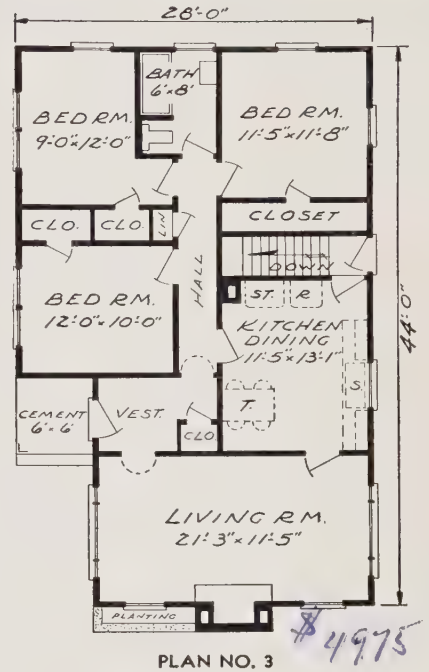 28'-0"
BATH
6'x8'
BED RM.
9'-0"x12'-0"
BED RM.
11'-5"x11'-8"
CLO.
CLO.
LIN
CLOSET
DOWN
HALL
BED RM.
12'-0"x10'-0"
ST.
R.
KITCHEN
DINING
11'-5"x13'-1"
44'-0"
S.
T.
CEMENT
6'x6'
VEST.
CLO.
LIVING RM.
21'-3"x11'-5"
PLANTING
$4975
PLAN NO. 3